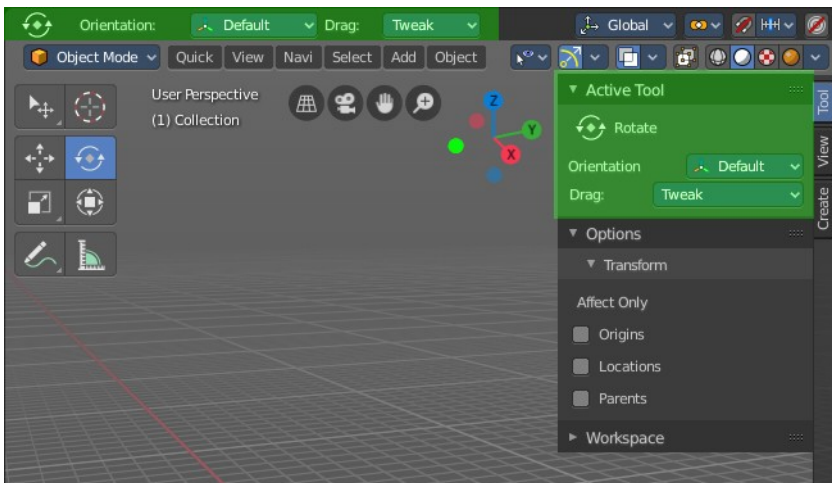 Orientation: Default Drag: Tweak Global
Object Mode Quick View Navi Select Add Object
User Perspective
(1) Collection
Z
Y
X
Active Tool
Rotate
Orientation Default
Drag: Tweak
Options
Transform
Affect Only
Origins
Locations
Parents
Workspace
Tool
View
Create